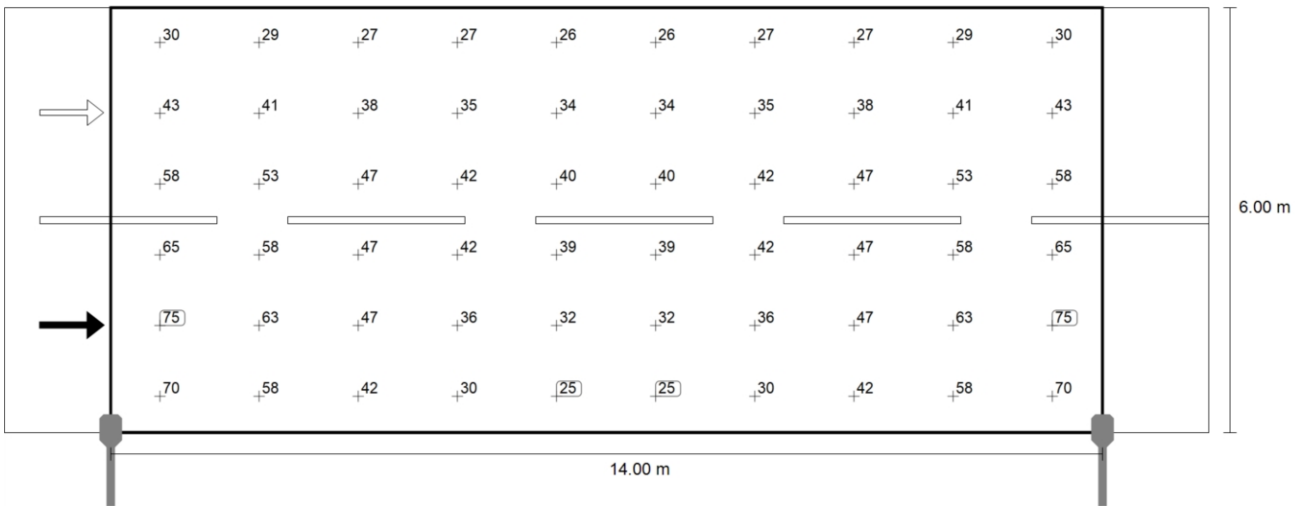 30 29 27 27 26 26 27 27 29 30
43 41 38 35 34 34 35 38 41 43
58 53 47 42 40 40 42 47 53 58
6.00 m
65 58 47 42 39 39 42 47 58 65
75 63 47 36 32 32 36 47 63 75
70 58 42 30 25 25 30 42 58 70
14.00 m